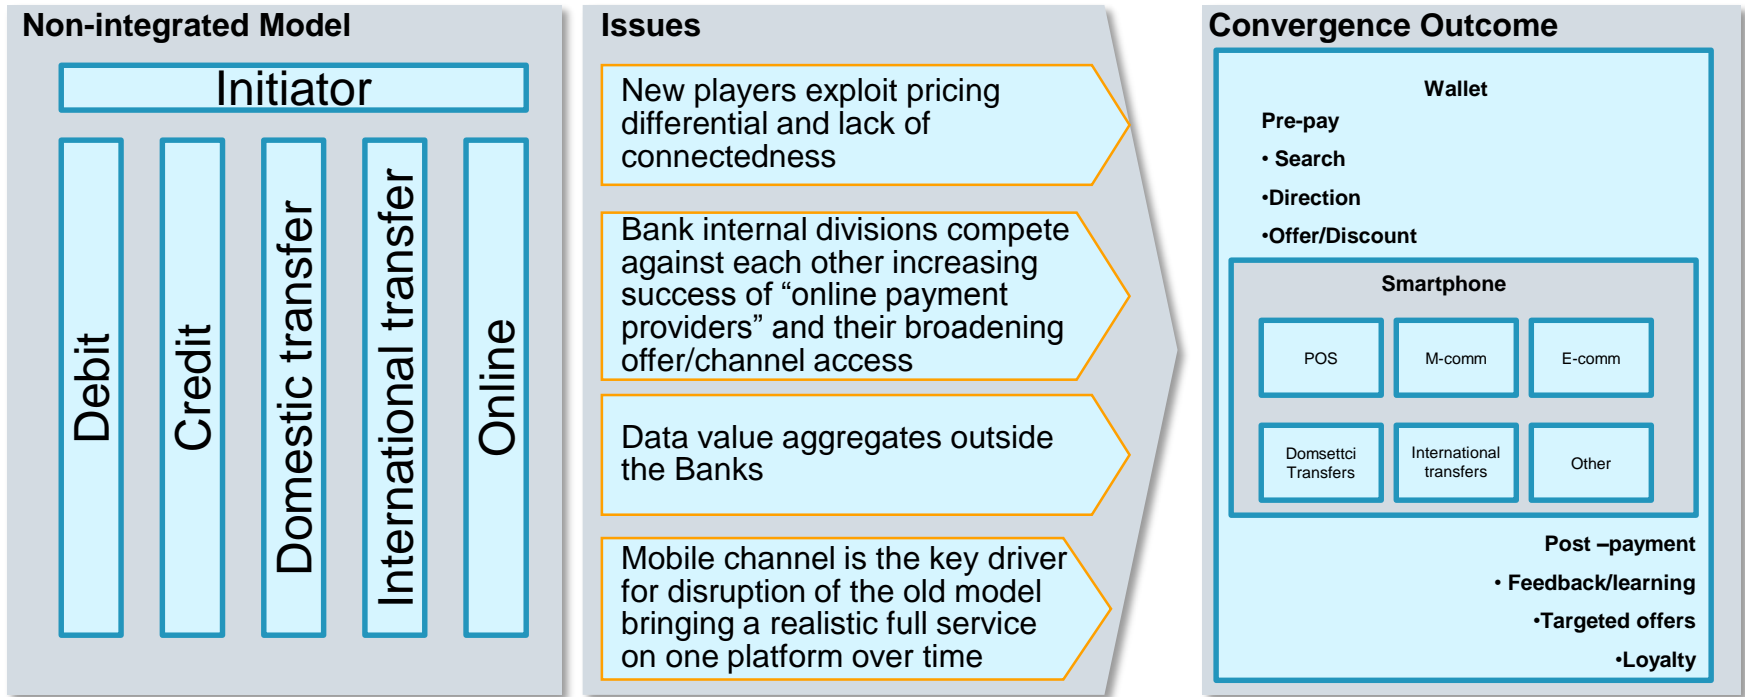 Non-integrated Model
Initiator
Debit
Credit
Domestic transfer
International transfer
Online
Issues
New players exploit pricing
differential and lack of
connectedness
Bank internal divisions compete
against each other increasing
success of “online payment
providers” and their broadening
offer/channel access
Data value aggregates outside
the Banks
Mobile channel is the key driver
for disruption of the old model
bringing a realistic full service
on one platform over time
Convergence Outcome
Wallet
Pre-pay
• Search
•Direction
•Offer/Discount
Smartphone
POS
M-comm
E-comm
Domsettci
Transfers
International
transfers
Other
Post –payment
• Feedback/learning
•Targeted offers
•Loyalty